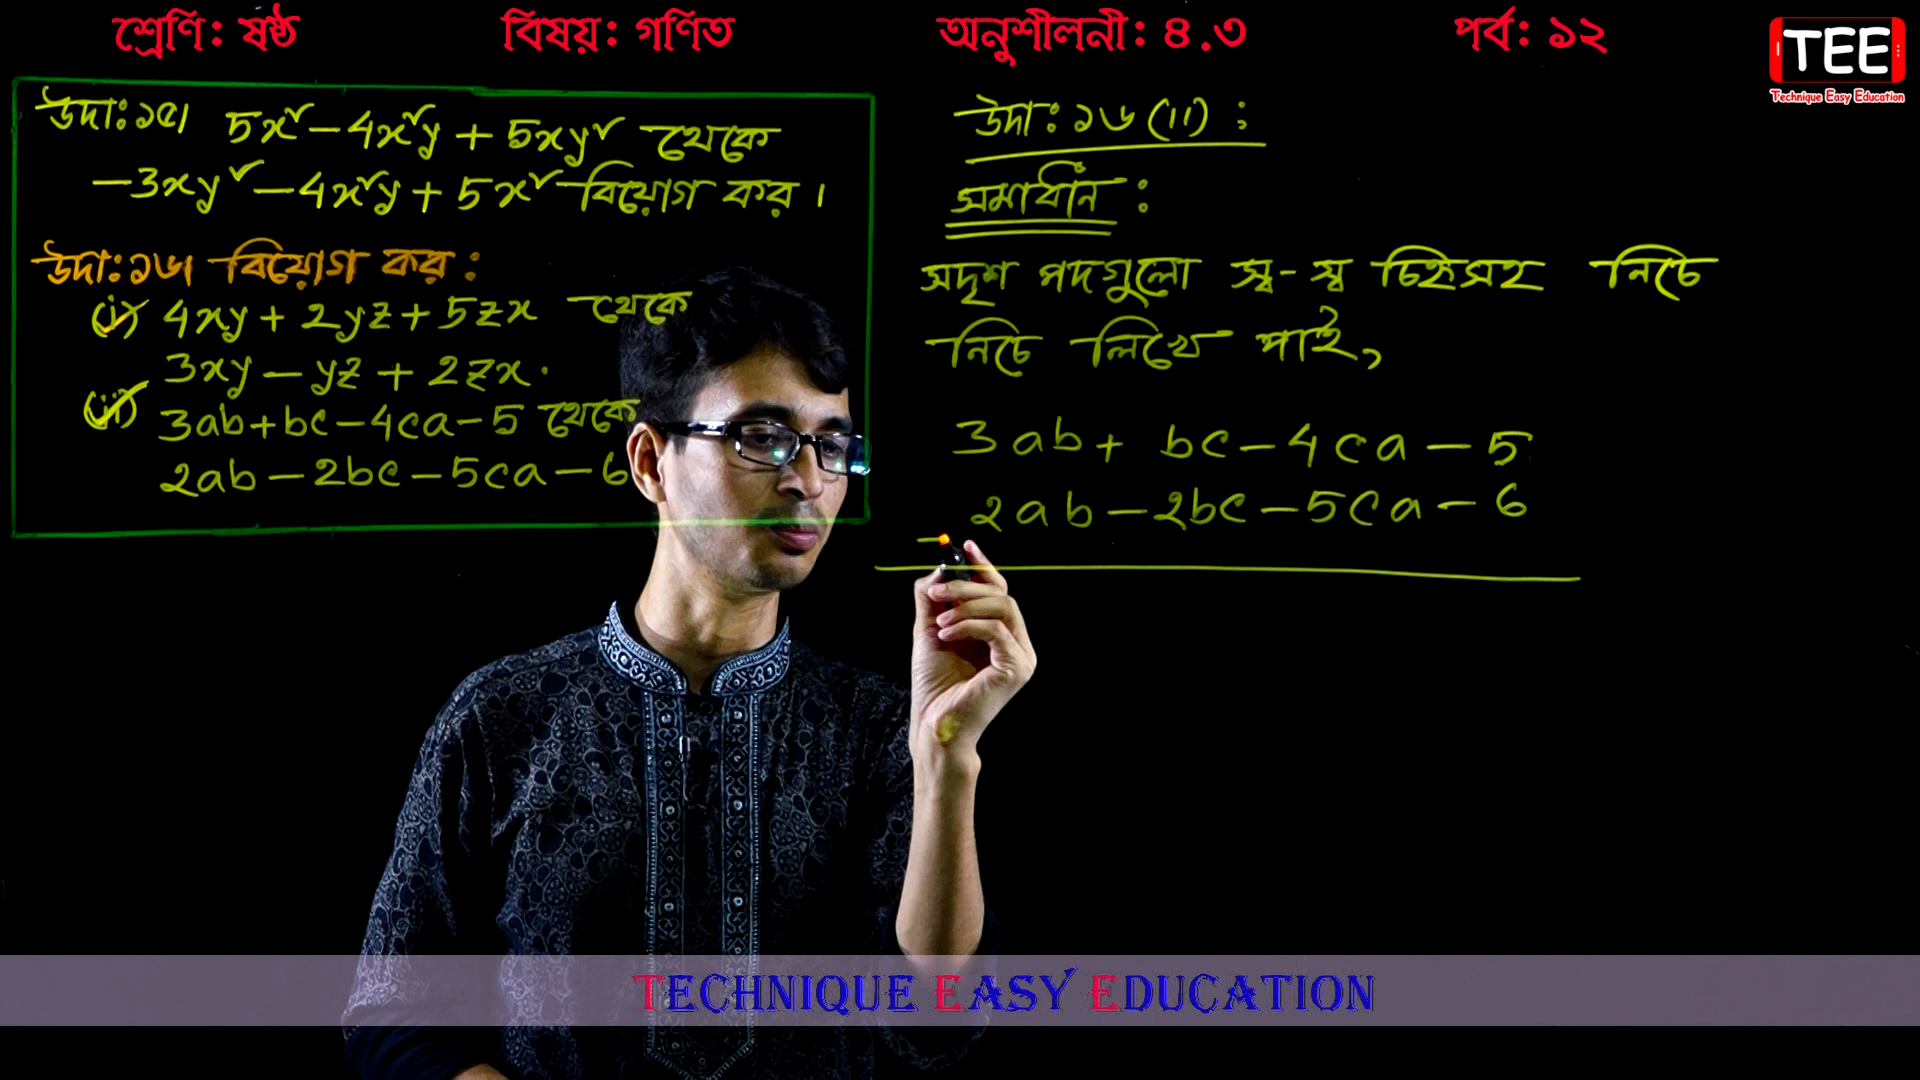 শ্রেণি: ষষ্ঠ বিষয়: গণিত অনুশীলনী: ৪.৩ পর্ব: ১২
TEE
Technique Easy Education
উদা: ১৫। 5x² - 4x²y + 5xy² থেকে
-3xy² - 4x²y + 5x² বিয়োগ কর।
উদা: ১৬। বিয়োগ কর:
(i) 4xy + 2yz + 5zx থেকে
3xy - yz + 2zx.
(ii) 3ab + bc - 4ca - 5 থেকে
2ab - 2bc - 5ca - 6
উদা: ১৬ (ii) :
সমাধান :
সদৃশ পদগুলো স্ব-স্ব চিহ্নসহ নিচে
নিচে লিখে পাই,
3ab + bc - 4ca - 5
2ab - 2bc - 5ca - 6
-
TECHNIQUE EASY EDUCATION